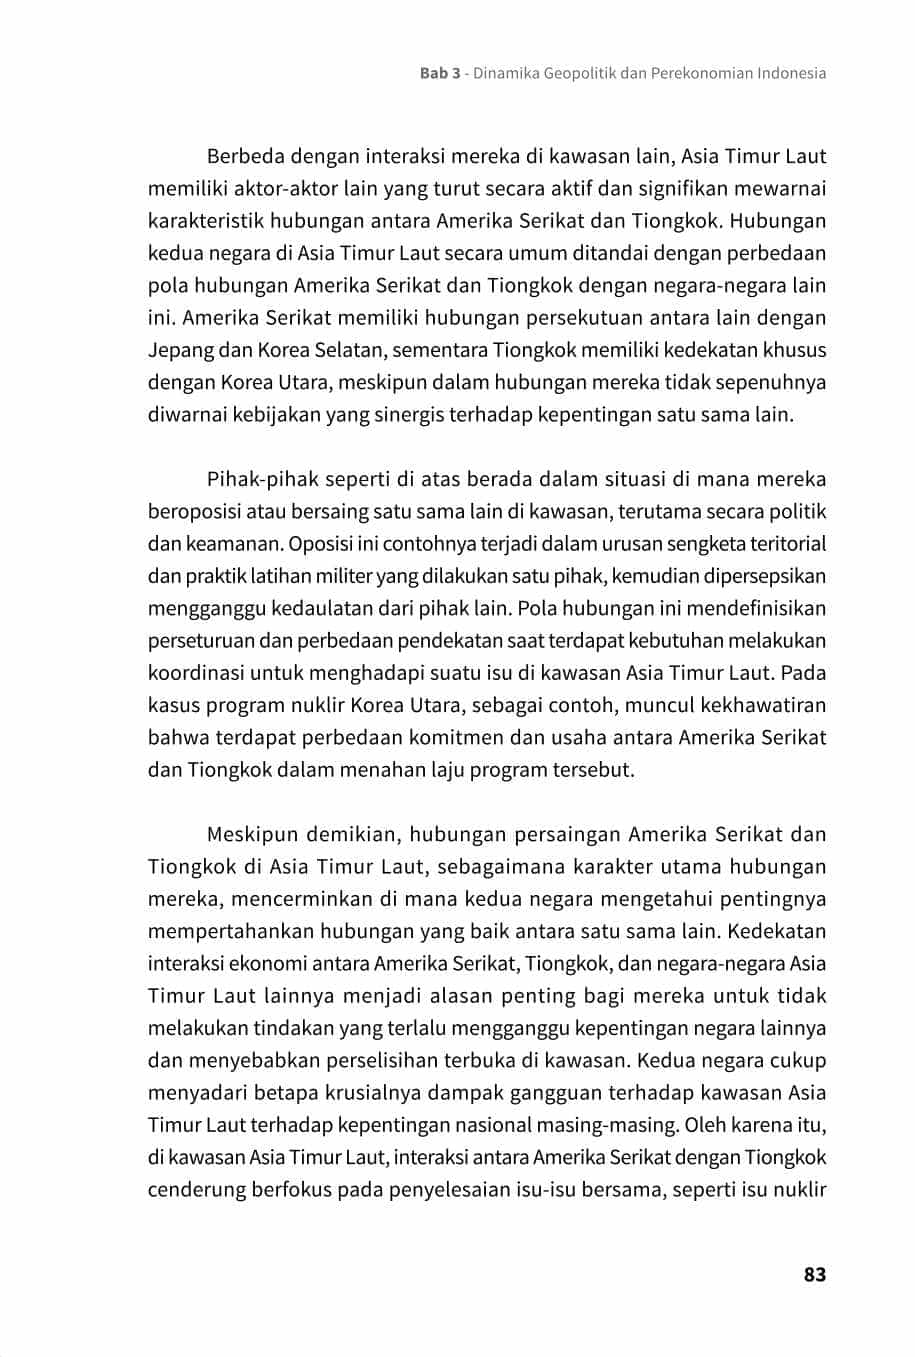 Bab 3 - Dinamika Geopolitik dan Perekonomian Indonesia
Berbeda dengan interaksi mereka di kawasan lain, Asia Timur Laut
memiliki aktor-aktor lain yang turut secara aktif dan signifikan mewarnai
karakteristik hubungan antara Amerika Serikat dan Tiongkok. Hubungan
kedua negara di Asia Timur Laut secara umum ditandai dengan perbedaan
pola hubungan Amerika Serikat dan Tiongkok dengan negara-negara lain
ini. Amerika Serikat memiliki hubungan persekutuan antara lain dengan
Jepang dan Korea Selatan, sementara Tiongkok memiliki kedekatan khusus
dengan Korea Utara, meskipun dalam hubungan mereka tidak sepenuhnya
diwarnai kebijakan yang sinergis terhadap kepentingan satu sama lain.
Pihak-pihak seperti di atas berada dalam situasi di mana mereka
beroposisi atau bersaing satu sama lain di kawasan, terutama secara politik
dan keamanan. Oposisi ini contohnya terjadi dalam urusan sengketa teritorial
dan praktik latihan militer yang dilakukan satu pihak, kemudian dipersepsikan
mengganggu kedaulatan dari pihak lain. Pola hubungan ini mendefinisikan
perseturuan dan perbedaan pendekatan saat terdapat kebutuhan melakukan
koordinasi untuk menghadapi suatu isu di kawasan Asia Timur Laut. Pada
kasus program nuklir Korea Utara, sebagai contoh, muncul kekhawatiran
bahwa terdapat perbedaan komitmen dan usaha antara Amerika Serikat
dan Tiongkok dalam menahan laju program tersebut.
Meskipun demikian, hubungan persaingan Amerika Serikat dan
Tiongkok di Asia Timur Laut, sebagaimana karakter utama hubungan
mereka, mencerminkan di mana kedua negara mengetahui pentingnya
mempertahankan hubungan yang baik antara satu sama lain. Kedekatan
interaksi ekonomi antara Amerika Serikat, Tiongkok, dan negara-negara Asia
Timur Laut lainnya menjadi alasan penting bagi mereka untuk tidak
melakukan tindakan yang terlalu mengganggu kepentingan negara lainnya
dan menyebabkan perselisihan terbuka di kawasan. Kedua negara cukup
menyadari betapa krusialnya dampak gangguan terhadap kawasan Asia
Timur Laut terhadap kepentingan nasional masing-masing. Oleh karena itu,
di kawasan Asia Timur Laut, interaksi antara Amerika Serikat dengan Tiongkok
cenderung berfokus pada penyelesaian isu-isu bersama, seperti isu nuklir
83